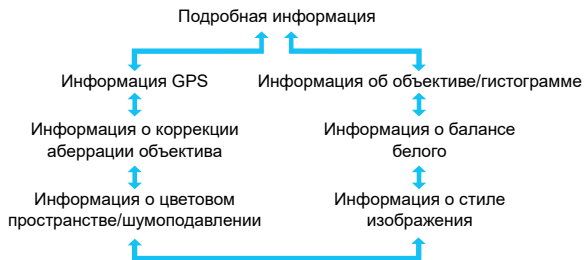 Подробная информация
Информация GPS
Информация об объективе/гистограмме
Информация о коррекции
аберрации объектива
Информация о балансе
белого
Информация о цветовом
пространстве/шумоподавлении
Информация о стиле
изображения